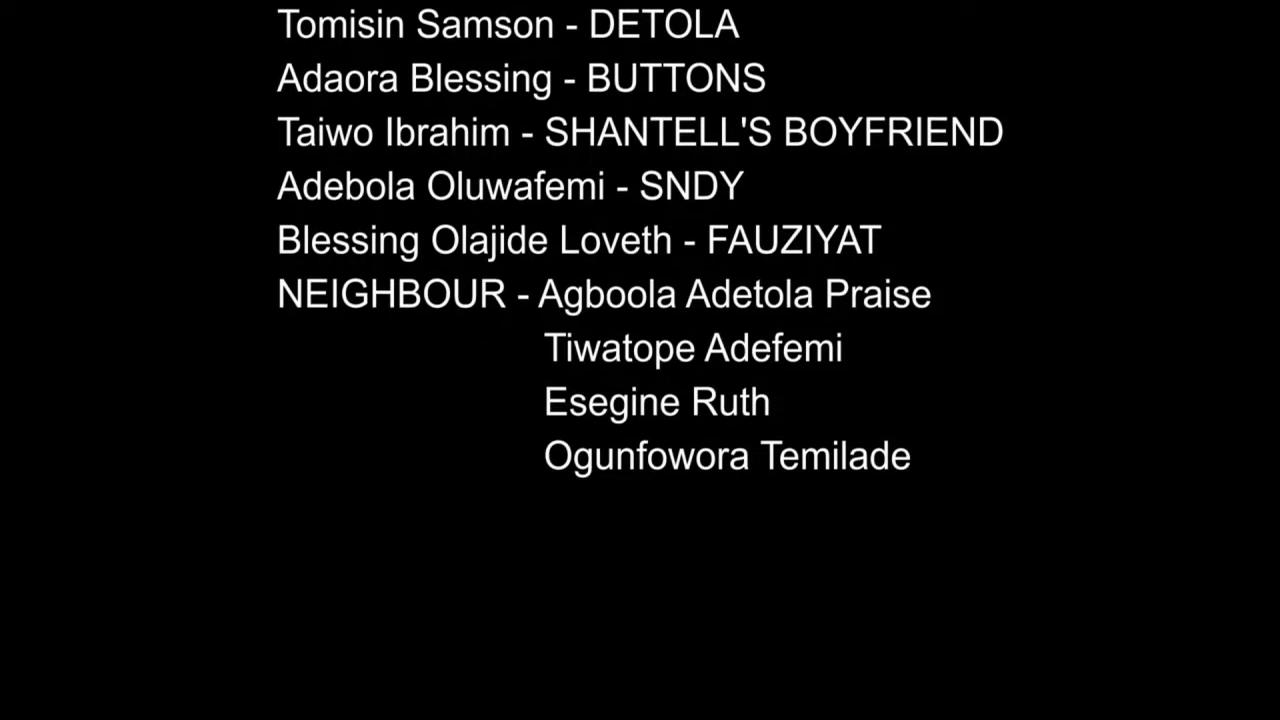 Tomisin Samson - DETOLA
Adaora Blessing - BUTTONS
Taiwo Ibrahim - SHANTELL'S BOYFRIEND
Adebola Oluwafemi - SNDY
Blessing Olajide Loveth - FAUZIYAT
NEIGHBOUR - Agboola Adetola Praise
Tiwatope Adefemi
Esegine Ruth
Ogunfowora Temilade